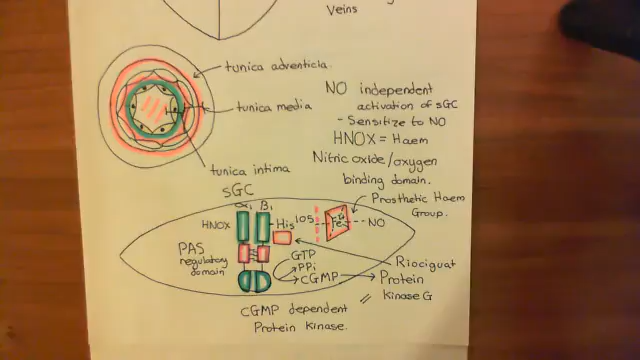 Veins
tunica adventicia.
tunica media
tunica intima
NO independent
activation of sGC
- Sensitize to NO
HNOX = Haem
Nitric oxide/oxygen
binding domain.
Prosthetic Haem
Group.
sGC
α1 β1
HNOX
His 105
Fe2+
NO
PAS
regulatory
domain
GTP
PPi
CGMP
Riociguat
Protein
kinase G
CGMP dependent
Protein kinase.